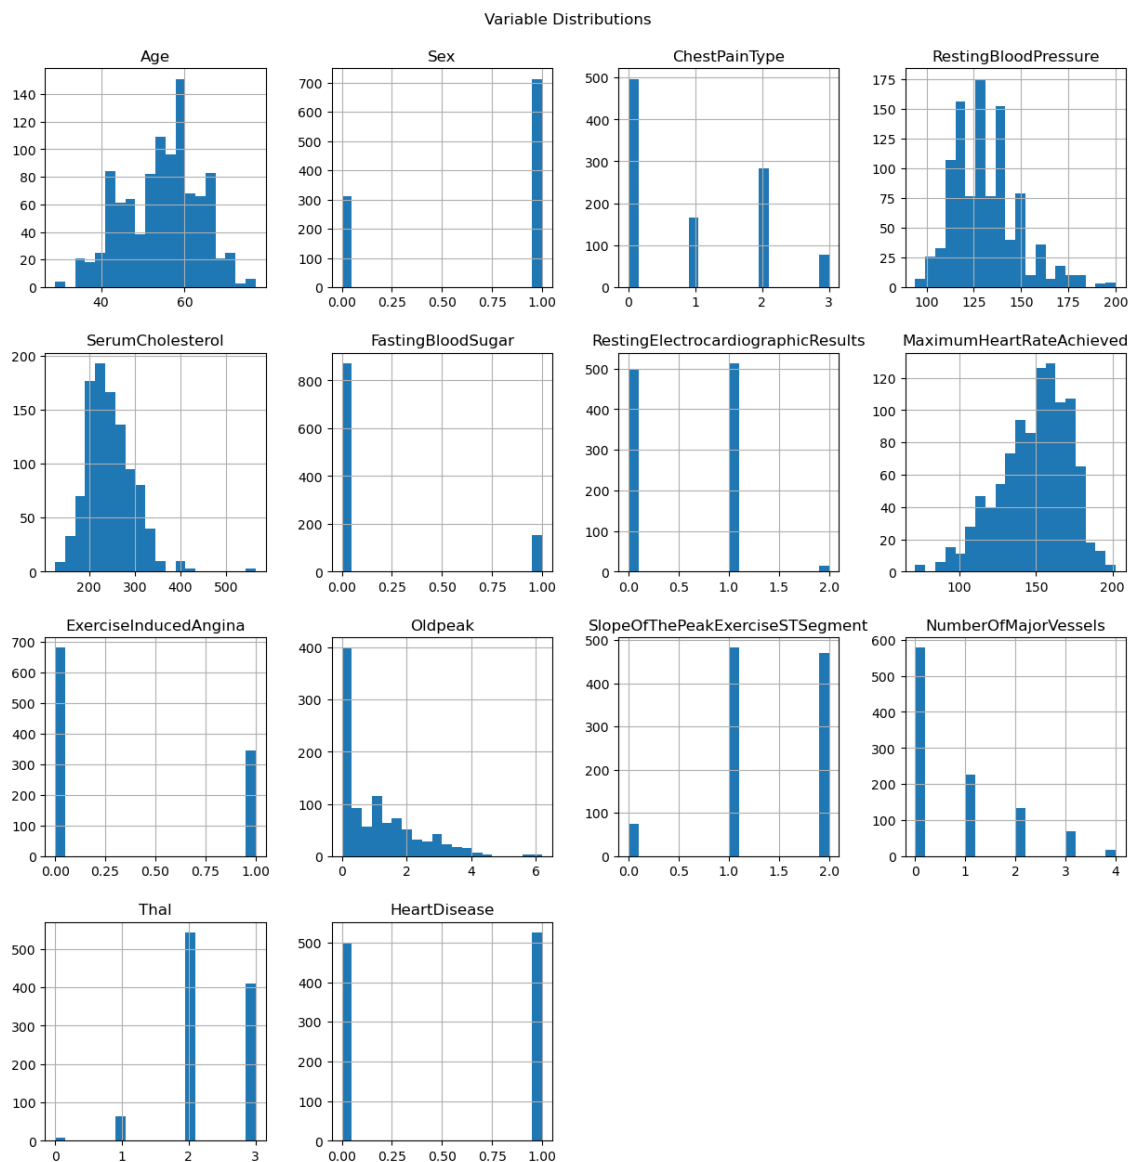 Variable Distributions
Age
Sex
ChestPainType
RestingBloodPressure
0 20 40 60 80 100 120 140
40 60
0 100 200 300 400 500 600 700
0.00 0.25 0.50 0.75 1.00
0 100 200 300 400 500
0 1 2 3
0 25 50 75 100 125 150 175
100 125 150 175 200
SerumCholesterol
FastingBloodSugar
RestingElectrocardiographicResults
MaximumHeartRateAchieved
0 50 100 150 200
200 300 400 500
0 200 400 600 800
0.00 0.25 0.50 0.75 1.00
0 100 200 300 400 500
0.0 0.5 1.0 1.5 2.0
0 20 40 60 80 100 120
100 150 200
ExerciseInducedAngina
Oldpeak
SlopeOfThePeakExerciseSTSegment
NumberOfMajorVessels
0 100 200 300 400 500 600 700
0.00 0.25 0.50 0.75 1.00
0 100 200 300 400
0 2 4 6
0 100 200 300 400 500
0.0 0.5 1.0 1.5 2.0
0 100 200 300 400 500 600
0 1 2 3 4
Thal
HeartDisease
0 100 200 300 400 500
0 1 2 3
0 100 200 300 400 500
0.00 0.25 0.50 0.75 1.00